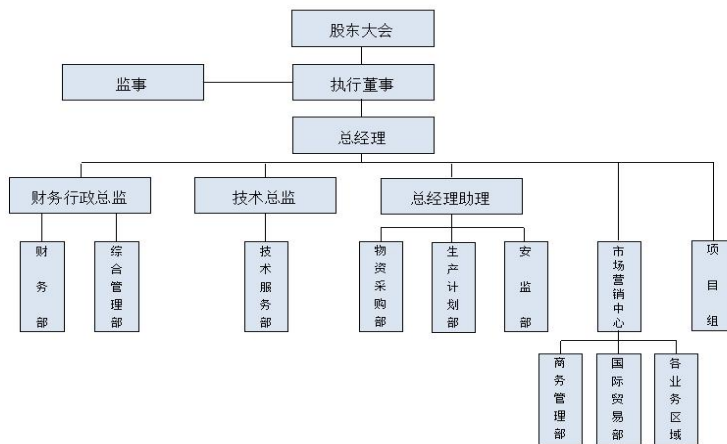 股东大会
监事
执行董事
总经理
财务行政总监
技术总监
总经理助理
财务部
综合管理部
技术服务部
物资采购部
生产计划部
安监部
市场营销中心
项目组
商务管理部
国际贸易部
各业务区域